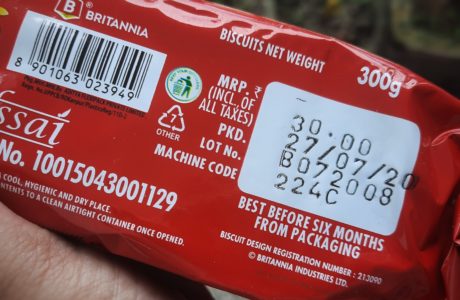 B
BRITANNIA
8 901063 023949
BISCUITS NET WEIGHT
300g
7
OTHER
MRP. ₹
(INCL. OF
ALL TAXES)
PKD.
LOT No.
MACHINE CODE
30.00
27/07/20
B072008
224C
fssai
No. 10015043001129
COOL, HYGIENIC AND DRY PLACE.
CONTENTS TO A CLEAN AIRTIGHT CONTAINER ONCE OPENED.
BEST BEFORE SIX MONTHS
FROM PACKAGING
BISCUIT DESIGN REGISTRATION NUMBER : 213090
© BRITANNIA INDUSTRIES LTD.